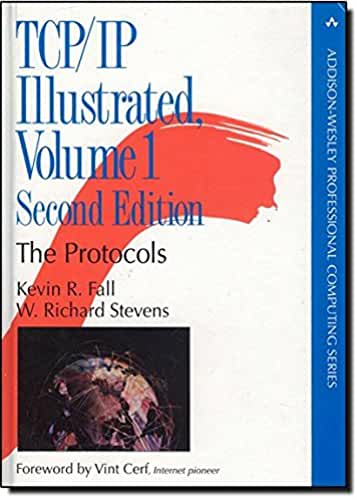 TCP/IP
Illustrated,
Volume 1
Second Edition
The Protocols
Kevin R. Fall
W. Richard Stevens
Foreword by Vint Cerf, Internet pioneer
ADDISON-WESLEY PROFESSIONAL COMPUTING SERIES